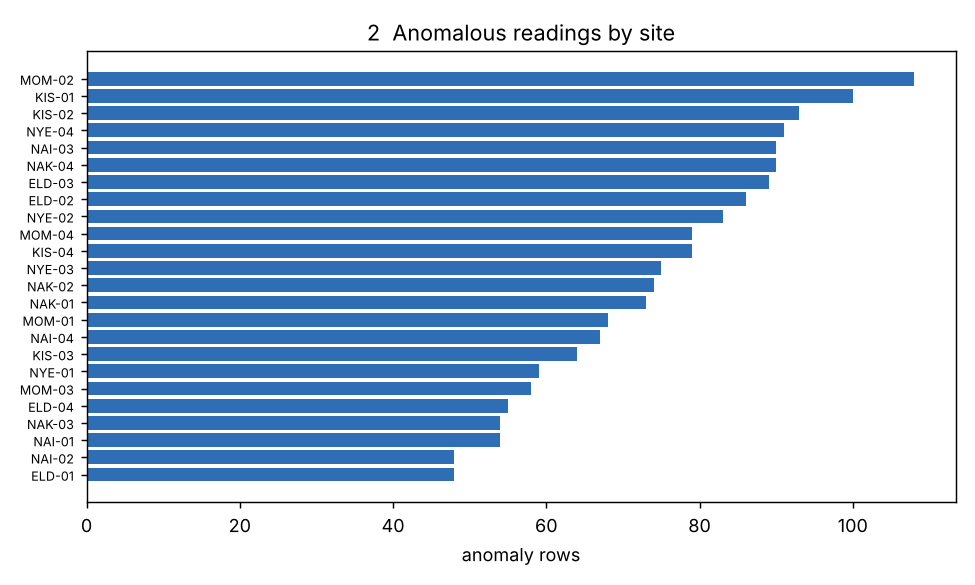 2 Anomalous readings by site
MOM-02
KIS-01
KIS-02
NYE-04
NAI-03
NAK-04
ELD-03
ELD-02
NYE-02
MOM-04
KIS-04
NYE-03
NAK-02
NAK-01
MOM-01
NAI-04
KIS-03
NYE-01
MOM-03
ELD-04
NAK-03
NAI-01
NAI-02
ELD-01
0 20 40 60 80 100
anomaly rows